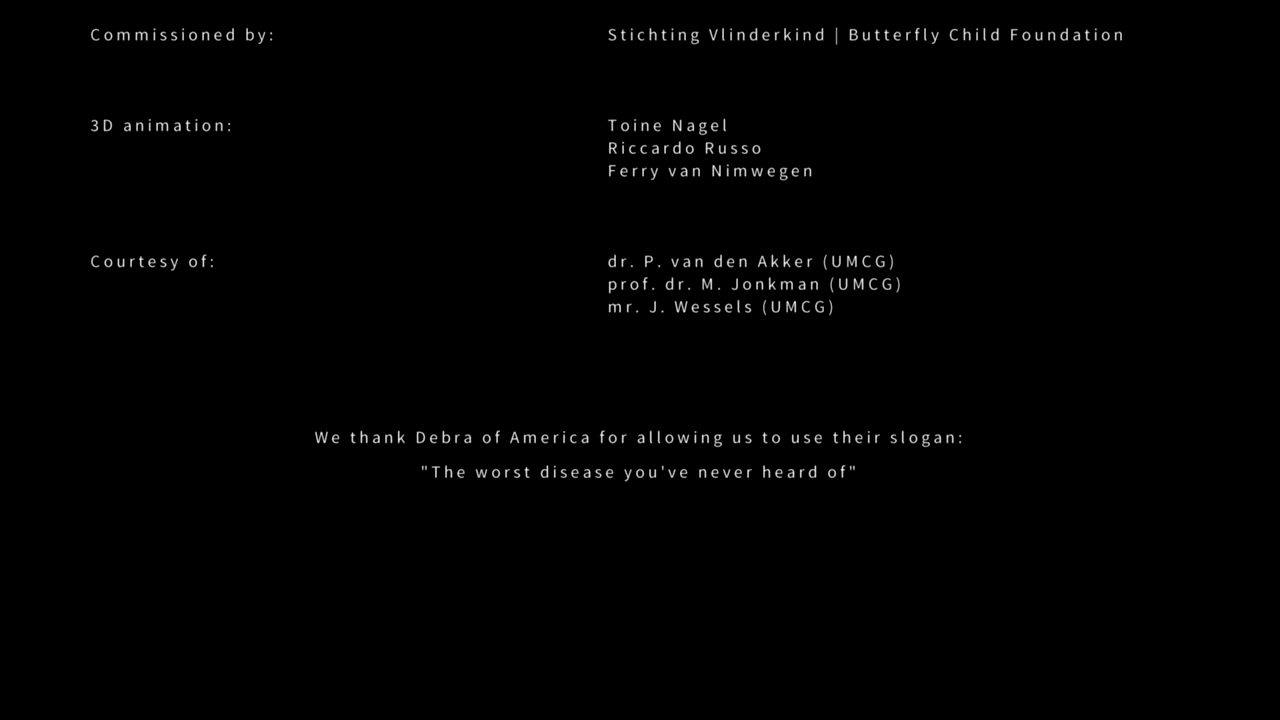 Commissioned by: Stichting Vlinderkind | Butterfly Child Foundation
3D animation: Toine Nagel
Riccardo Russo
Ferry van Nimwegen
Courtesy of: dr. P. van den Akker (UMCG)
prof. dr. M. Jonkman (UMCG)
mr. J. Wessels (UMCG)
We thank Debra of America for allowing us to use their slogan:
"The worst disease you've never heard of"